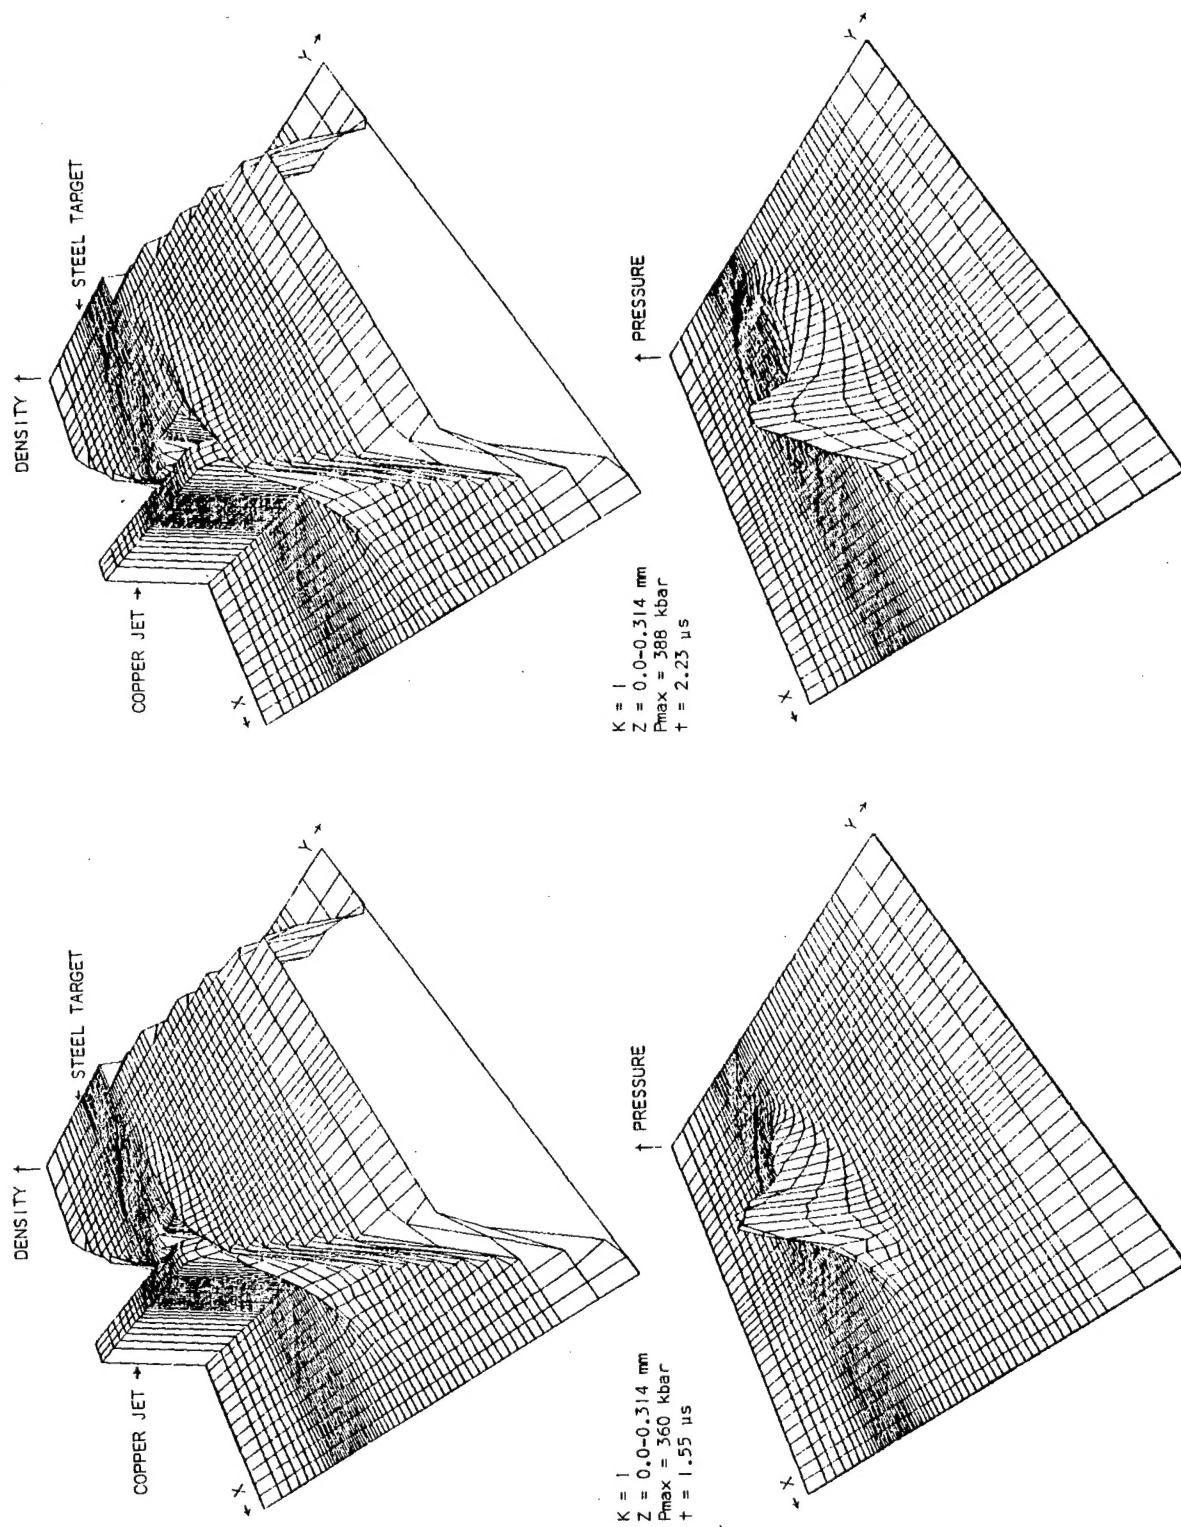 DENSITY ↑
COPPER JET →
← STEEL TARGET
← X
Y →
K = 1
Z = 0.0-0.314 mm
Pmax = 360 kbar
t = 1.55 µs
↑ PRESSURE
← X
Y →
DENSITY ↑
COPPER JET →
← STEEL TARGET
← X
Y →
K = 1
Z = 0.0-0.314 mm
Pmax = 388 kbar
t = 2.23 µs
↑ PRESSURE
← X
Y →